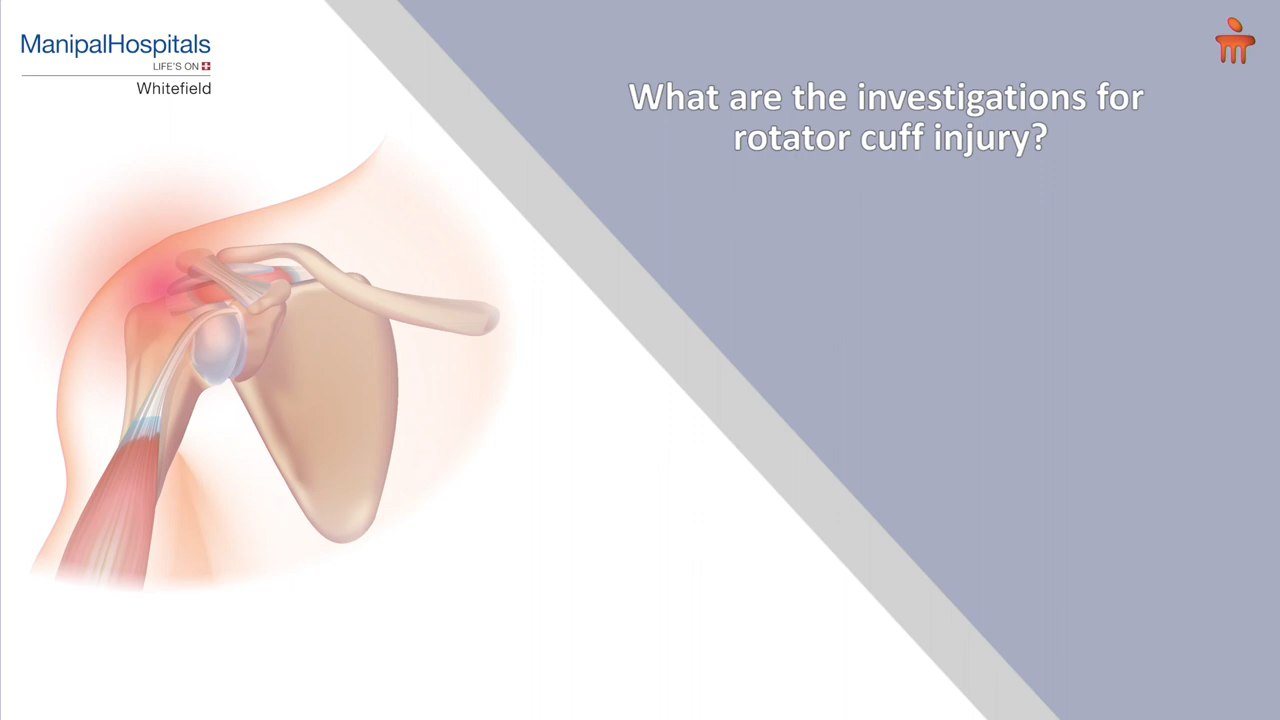 ManipalHospitals
LIFE'S ON
Whitefield
What are the investigations for
rotator cuff injury?